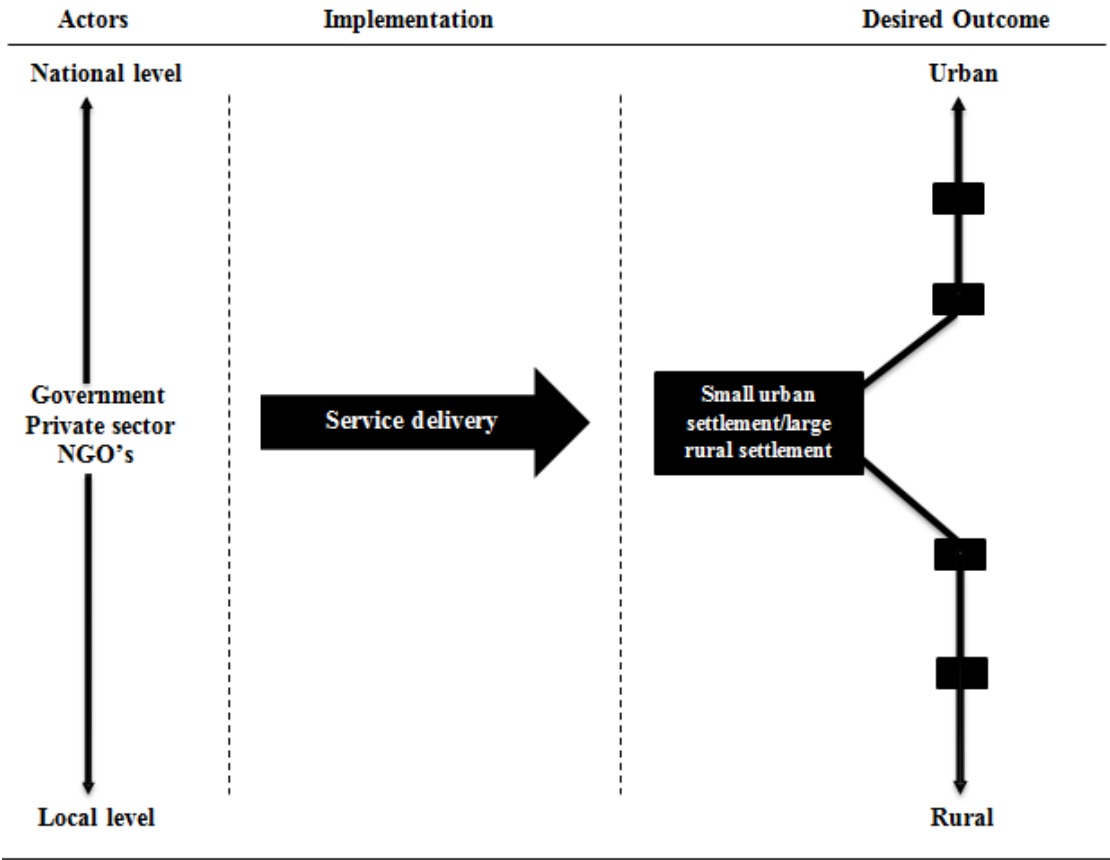 Actors
Implementation
Desired Outcome
National level
Urban
Government
Private sector
NGO’s
Service delivery
Small urban
settlement/large
rural settlement
Local level
Rural